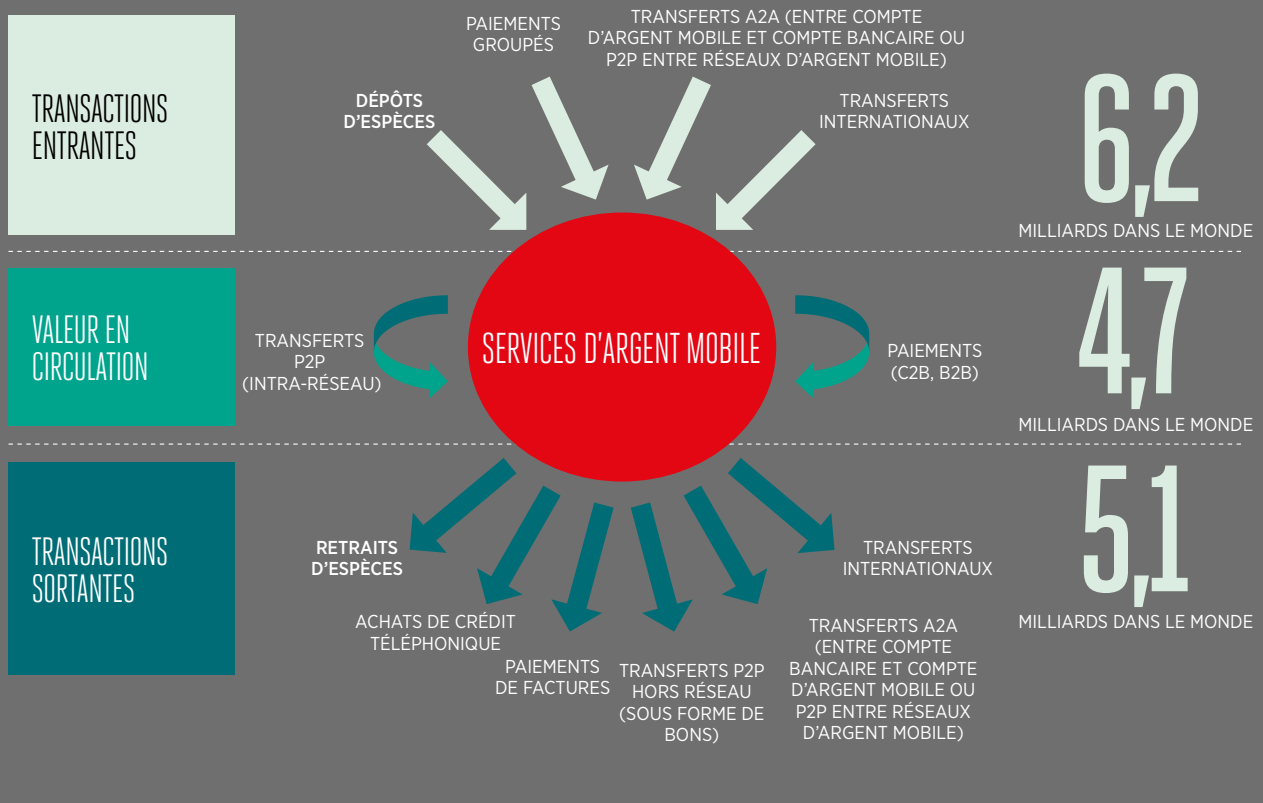 TRANSACTIONS
ENTRANTES
DÉPÔTS
D’ESPÈCES
PAIEMENTS
GROUPÉS
TRANSFERTS A2A (ENTRE COMPTE
D’ARGENT MOBILE ET COMPTE BANCAIRE OU
P2P ENTRE RÉSEAUX D’ARGENT MOBILE)
TRANSFERTS
INTERNATIONAUX
6,2
MILLIARDS DANS LE MONDE
VALEUR EN
CIRCULATION
TRANSFERTS
P2P
(INTRA-RÉSEAU)
SERVICES D’ARGENT MOBILE
PAIEMENTS
(C2B, B2B)
4,7
MILLIARDS DANS LE MONDE
TRANSACTIONS
SORTANTES
RETRAITS
D’ESPÈCES
ACHATS DE CRÉDIT
TÉLÉPHONIQUE
PAIEMENTS
DE FACTURES
TRANSFERTS P2P
HORS RÉSEAU
(SOUS FORME DE
BONS)
TRANSFERTS A2A
(ENTRE COMPTE
BANCAIRE ET COMPTE
D’ARGENT MOBILE OU
P2P ENTRE RÉSEAUX
D’ARGENT MOBILE)
TRANSFERTS
INTERNATIONAUX
5,1
MILLIARDS DANS LE MONDE